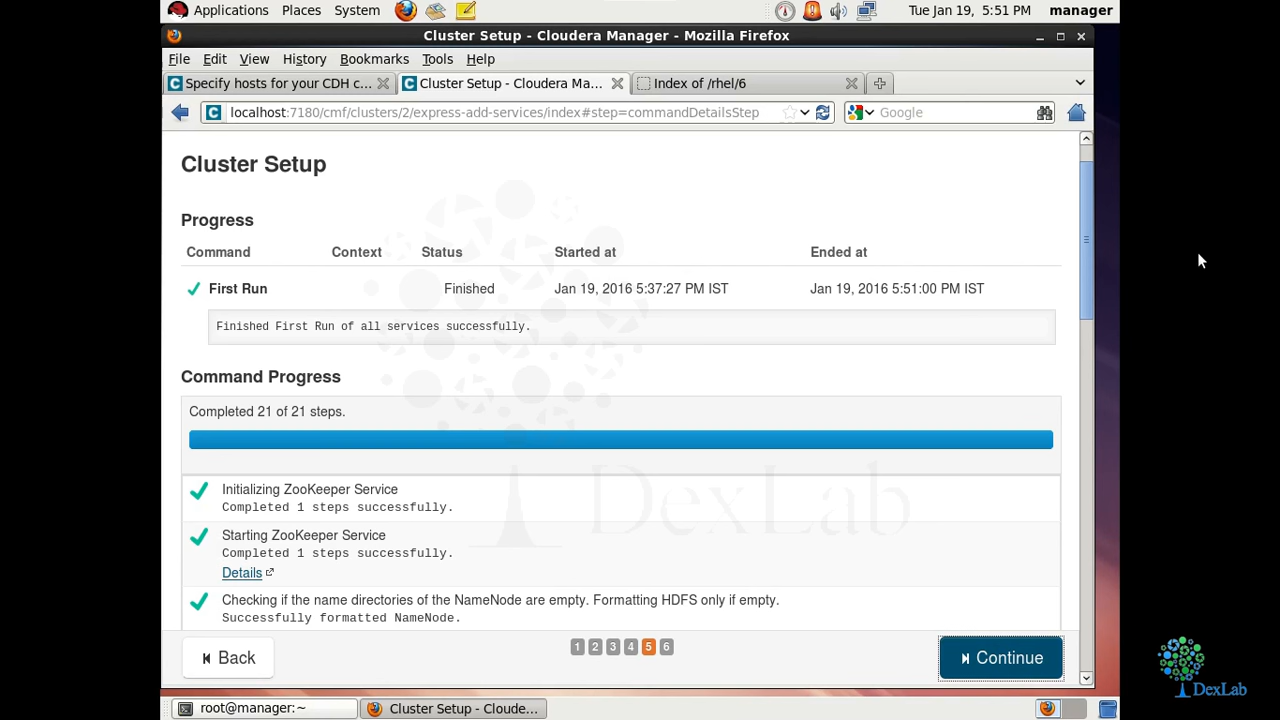 Applications Places System Tue Jan 19, 5:51 PM manager
Cluster Setup - Cloudera Manager - Mozilla Firefox
File Edit View History Bookmarks Tools Help
Specify hosts for your CDH c... Cluster Setup - Cloudera Ma... Index of /rhel/6
localhost:7180/cmf/clusters/2/express-add-services/index#step=commandDetailsStep Google
Cluster Setup
Progress
Command Context Status Started at Ended at
First Run Finished Jan 19, 2016 5:37:27 PM IST Jan 19, 2016 5:51:00 PM IST
Finished First Run of all services successfully.
Command Progress
Completed 21 of 21 steps.
Initializing ZooKeeper Service
Completed 1 steps successfully.
DexLab
Starting ZooKeeper Service
Completed 1 steps successfully.
Details
Checking if the name directories of the NameNode are empty. Formatting HDFS only if empty.
Successfully formatted NameNode.
Back 1 2 3 4 5 6 Continue
DexLab
root@manager:~ Cluster Setup - Cloude...